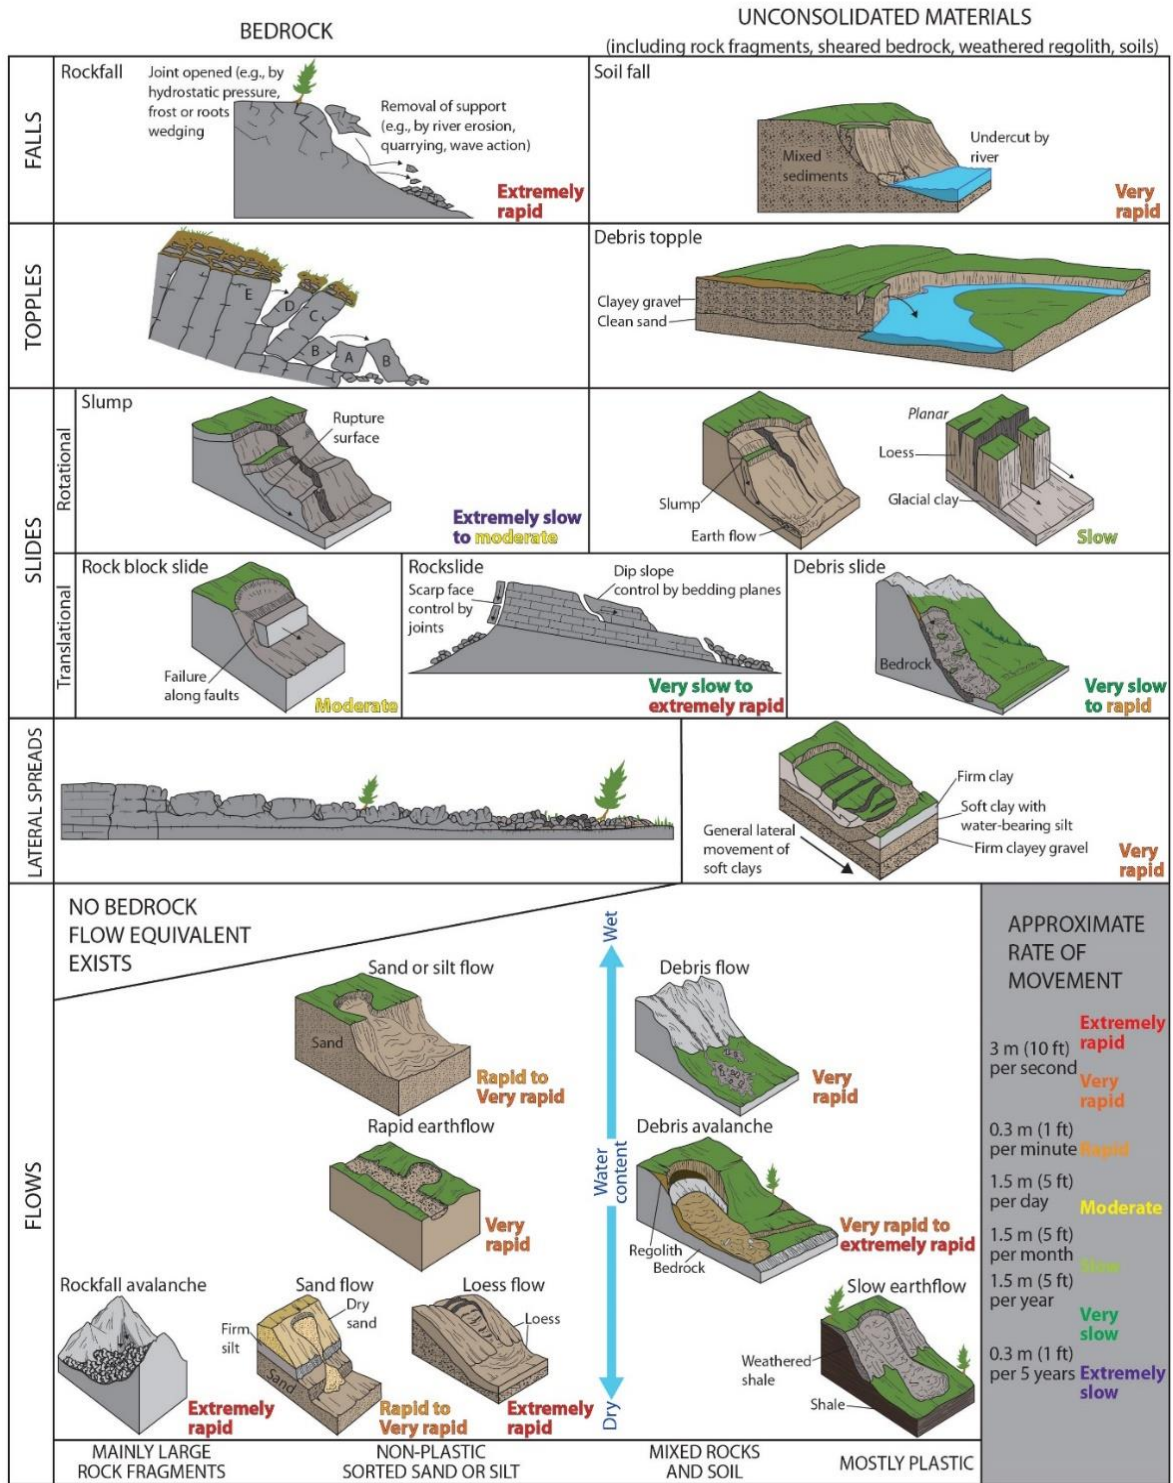 BEDROCK
UNCONSOLIDATED MATERIALS
(including rock fragments, sheared bedrock, weathered regolith, soils)
FALLS
Rockfall
Joint opened (e.g., by
hydrostatic pressure,
frost or roots
wedging
Removal of support
(e.g., by river erosion,
quarrying, wave action)
Extremely
rapid
Soil fall
Mixed
sediments
Undercut by
river
Very
rapid
TOPPLES
E
D
C
B
A
B
Debris topple
Clayey gravel
Clean sand
SLIDES
Rotational
Slump
Rupture
surface
Extremely slow
to moderate
Slump
Earth flow
Planar
Loess
Glacial clay
Slow
Translational
Rock block slide
Failure
along faults
Moderate
Rockslide
Scarp face
control by
joints
Dip slope
control by bedding planes
Very slow to
extremely rapid
Debris slide
Bedrock
Very slow
to rapid
LATERAL SPREADS
General lateral
movement of
soft clays
Firm clay
Soft clay with
water-bearing silt
Firm clayey gravel
Very
rapid
FLOWS
NO BEDROCK
FLOW EQUIVALENT
EXISTS
Sand or silt flow
Sand
Rapid to
Very rapid
Wet
Water
content
Dry
Debris flow
Very
rapid
Rapid earthflow
Very
rapid
Debris avalanche
Regolith
Bedrock
Very rapid to
extremely rapid
Rockfall avalanche
Extremely
rapid
Sand flow
Dry
sand
Firm
silt
Sand
Rapid to
Very rapid
Loess flow
Loess
Extremely
rapid
Slow earthflow
Weathered
shale
Shale
MAINLY LARGE
ROCK FRAGMENTS
NON-PLASTIC
SORTED SAND OR SILT
MIXED ROCKS
AND SOIL
MOSTLY PLASTIC
APPROXIMATE
RATE OF
MOVEMENT
Extremely
rapid
3 m (10 ft)
per second
Very
rapid
0.3 m (1 ft)
per minute
Rapid
1.5 m (5 ft)
per day
Moderate
1.5 m (5 ft)
per month
Slow
1.5 m (5 ft)
per year
Very
slow
0.3 m (1 ft)
per 5 years
Extremely
slow